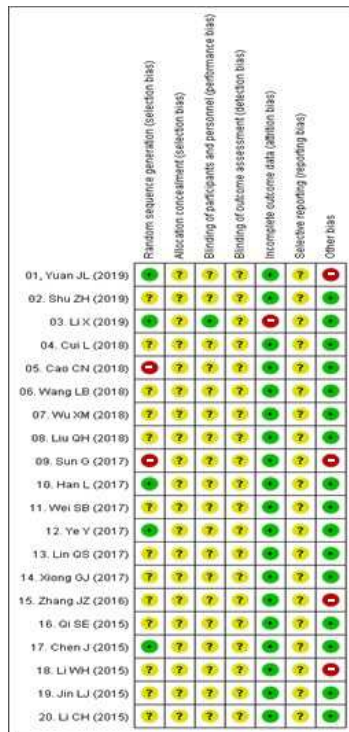 Random sequence generation (selection bias)
Allocation concealment (selection bias)
Blinding of participants and personnel (performance bias)
Blinding of outcome assessment (detection bias)
Incomplete outcome data (attrition bias)
Selective reporting (reporting bias)
Other bias
01, Yuan JL (2019) + ? ? ? + ? -
02. Shu ZH (2019) ? ? ? ? + ? +
03. Li X (2019) + ? + ? - ? +
04. Cui L (2018) ? ? ? ? + ? +
05. Cao CN (2018) - ? ? ? + ? +
06. Wang LB (2018) ? ? ? ? + ? +
07. Wu XM (2018) ? ? ? ? + ? +
08. Liu QH (2018) ? ? ? ? + ? +
09. Sun G (2017) - ? ? ? + ? -
10. Han L (2017) + ? ? ? + ? +
11. Wei SB (2017) ? ? ? ? + ? +
12. Ye Y (2017) + ? ? ? + ? +
13. Lin QS (2017) ? ? ? ? + ? +
14. Xiong GJ (2017) ? ? ? ? + ? +
15. Zhang JZ (2016) ? ? ? ? + ? -
16. Qi SE (2015) ? ? ? ? + ? +
17. Chen J (2015) + ? ? ? + ? +
18. Li WH (2015) ? ? ? ? + ? -
19. Jin LJ (2015) ? ? ? ? + ? +
20. Li CH (2015) ? ? ? ? + ? +